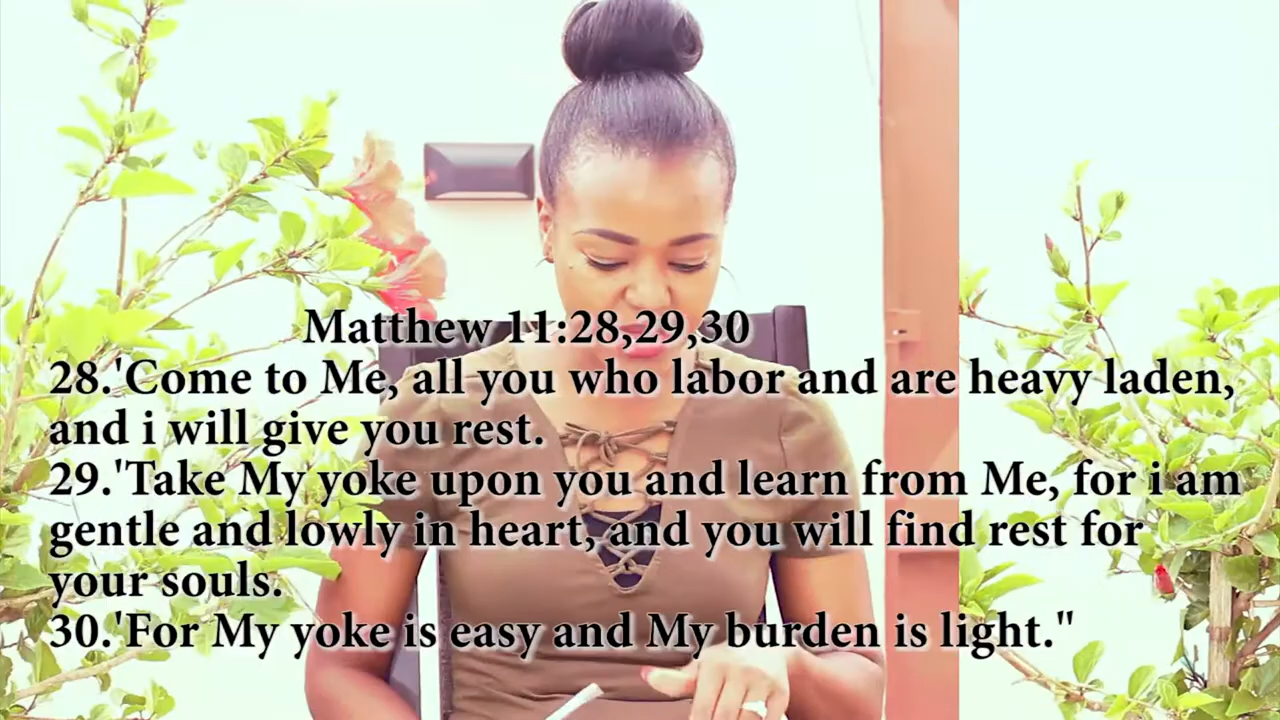 Matthew 11:28,29,30
28.'Come to Me, all you who labor and are heavy laden,
and i will give you rest.
29.'Take My yoke upon you and learn from Me, for i am
gentle and lowly in heart, and you will find rest for
your souls.
30.'For My yoke is easy and My burden is light."